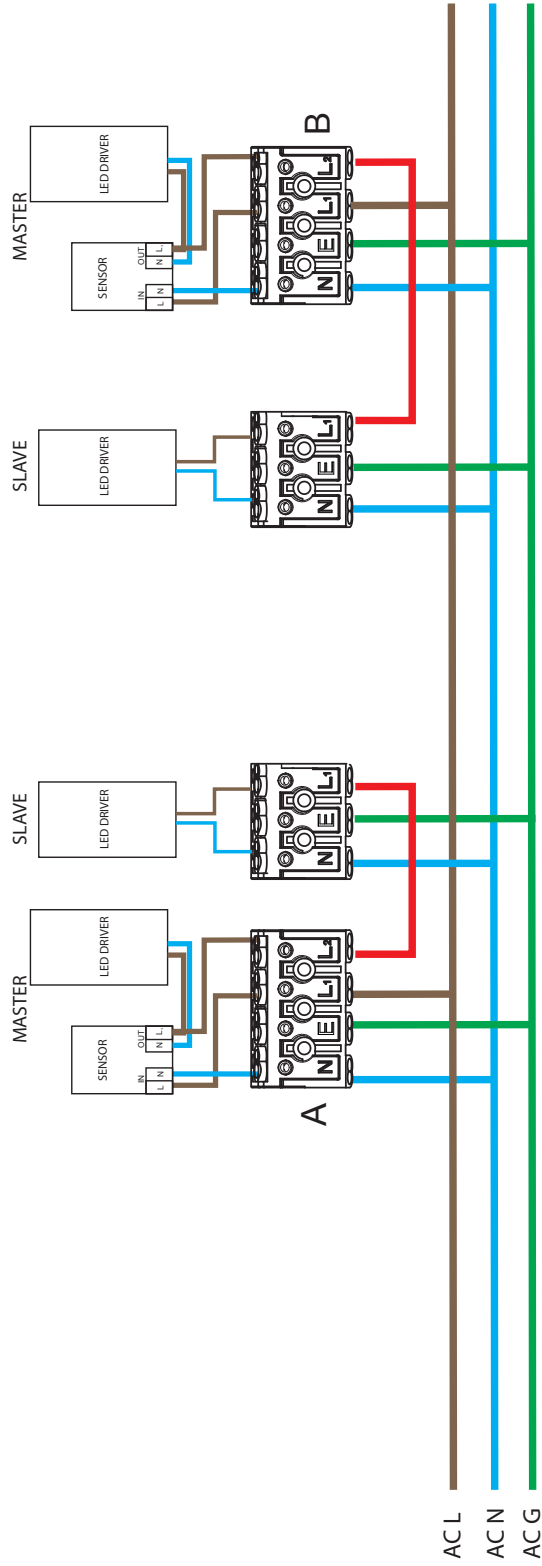 MASTER
SLAVE
SLAVE
MASTER
LED DRIVER
LED DRIVER
LED DRIVER
LED DRIVER
SENSOR
SENSOR
IN OUT
L N N L,
IN OUT
L N N L,
A
N E L1 L2
N E L1
N E L1
N E L1 L2
B
AC L
AC N
AC G